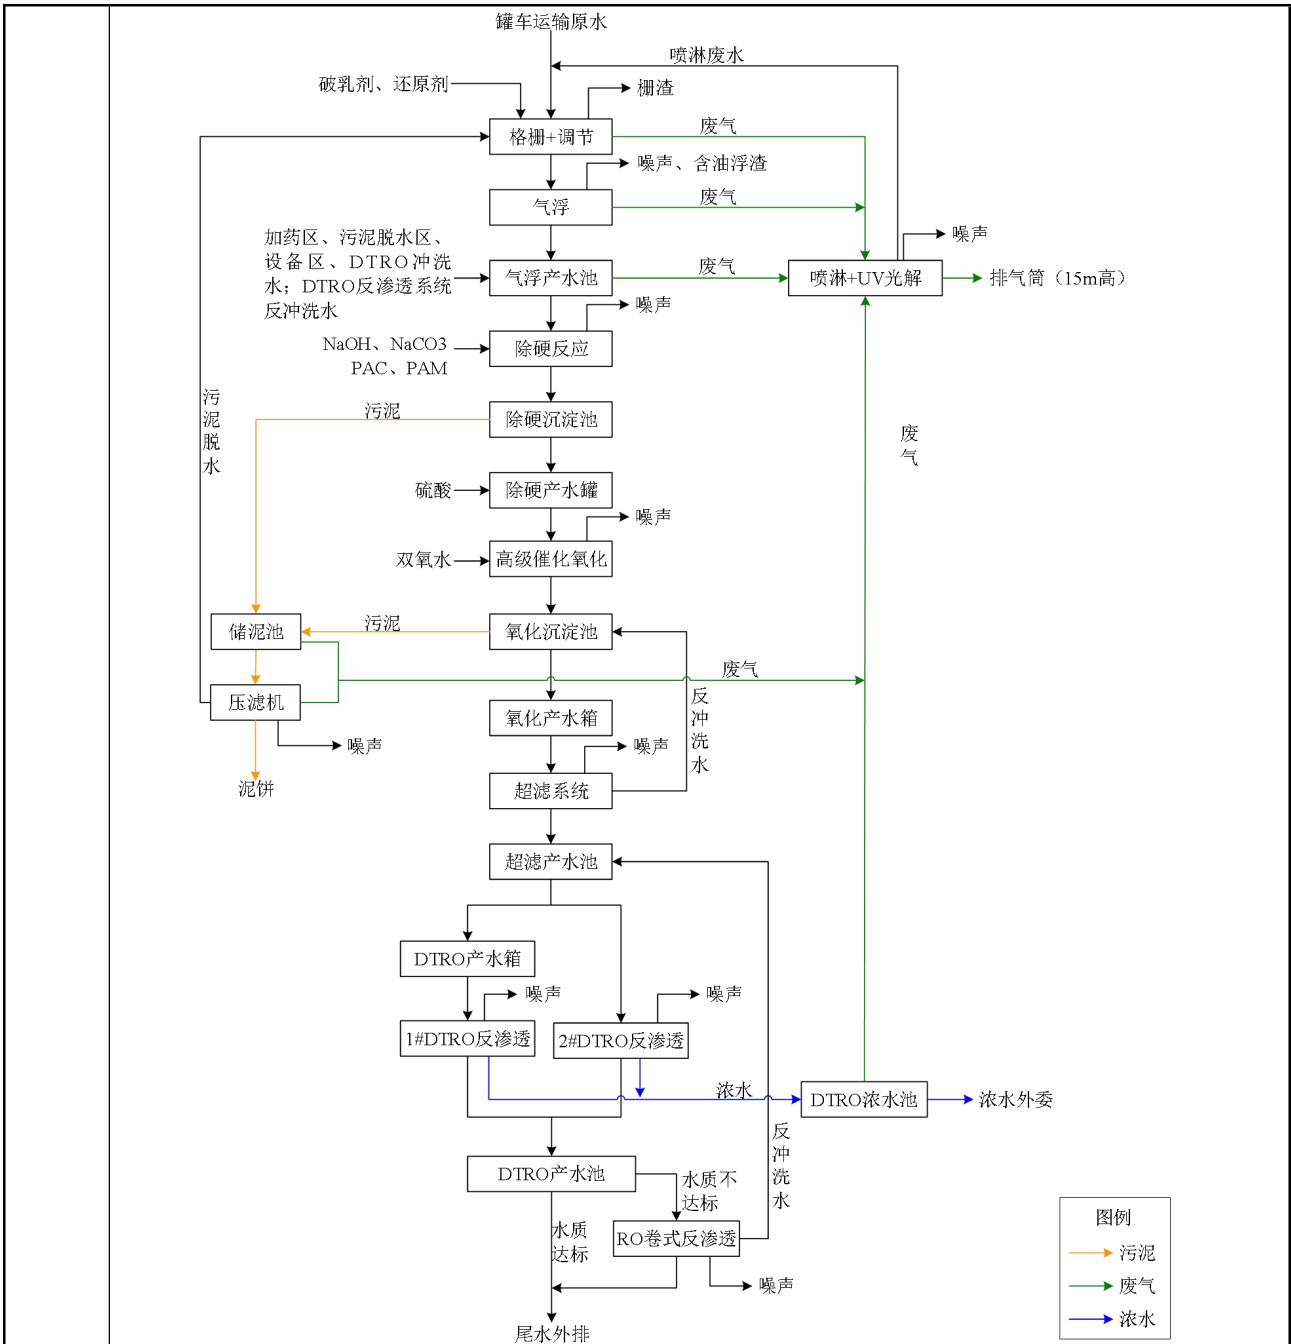 罐车运输原水
喷淋废水
破乳剂、还原剂
栅渣
格栅+调节
废气
噪声、含油浮渣
气浮
废气
噪声
加药区、污泥脱水区、
设备区、DTRO冲洗
水；DTRO反渗透系统
反冲洗水
气浮产水池
废气
喷淋+UV光解
排气筒（15m高）
噪声
NaOH、NaCO3
PAC、PAM
除硬反应
污泥脱水
污泥
除硬沉淀池
废气
硫酸
除硬产水罐
噪声
双氧水
高级催化氧化
储泥池
污泥
氧化沉淀池
废气
压滤机
反冲洗水
氧化产水箱
噪声
噪声
泥饼
超滤系统
超滤产水池
DTRO产水箱
噪声
噪声
1#DTRO反渗透
2#DTRO反渗透
浓水
DTRO浓水池
浓水外委
反冲洗水
DTRO产水池
水质不
达标
水质
达标
RO卷式反渗透
噪声
尾水外排
图例
污泥
废气
浓水